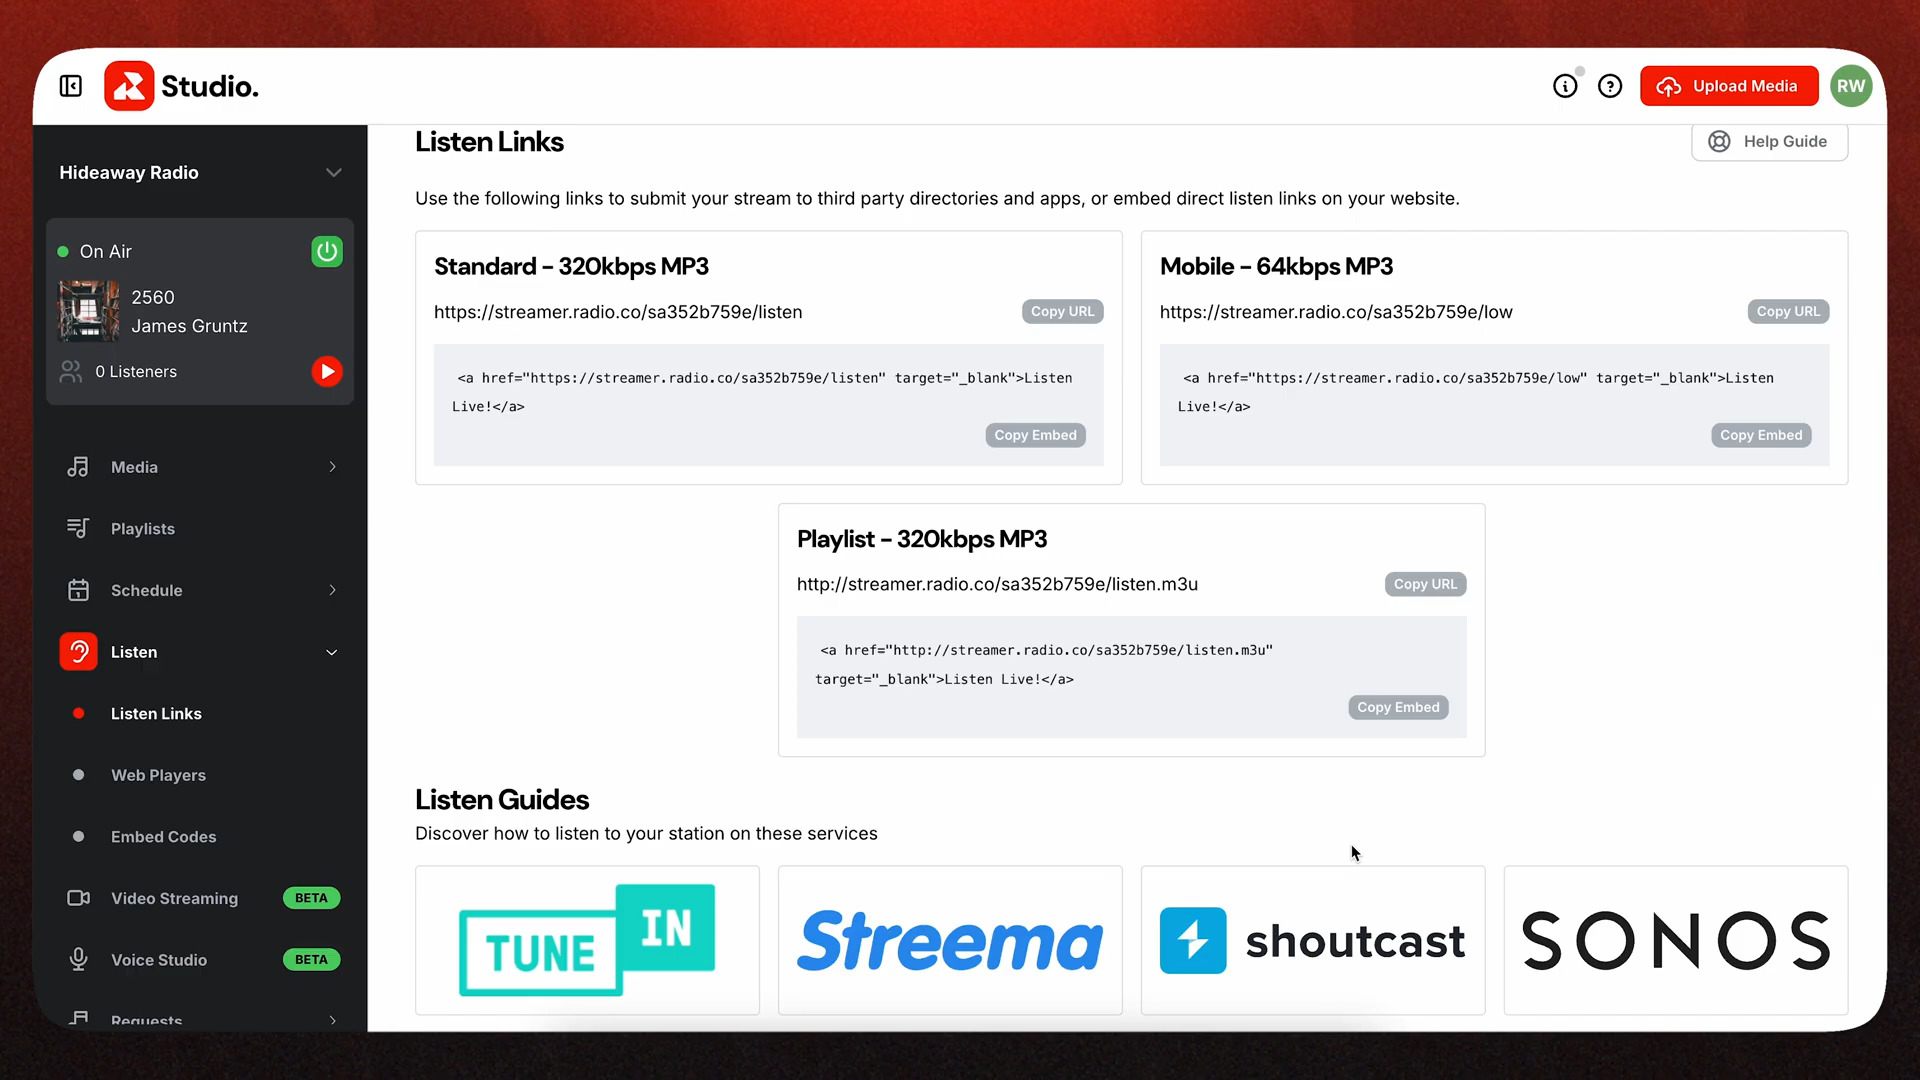 Studio.
Upload Media
RW
Hideaway Radio
On Air
2560
James Gruntz
0 Listeners
Media
Playlists
Schedule
Listen
Listen Links
Web Players
Embed Codes
Video Streaming
BETA
Voice Studio
BETA
Requests
Listen Links
Help Guide
Use the following links to submit your stream to third party directories and apps, or embed direct listen links on your website.
Standard – 320kbps MP3
https://streamer.radio.co/sa352b759e/listen
Copy URL
<a href="https://streamer.radio.co/sa352b759e/listen" target="_blank">Listen
Live!</a>
Copy Embed
Mobile – 64kbps MP3
https://streamer.radio.co/sa352b759e/low
Copy URL
<a href="https://streamer.radio.co/sa352b759e/low" target="_blank">Listen
Live!</a>
Copy Embed
Playlist – 320kbps MP3
http://streamer.radio.co/sa352b759e/listen.m3u
Copy URL
<a href="http://streamer.radio.co/sa352b759e/listen.m3u"
target="_blank">Listen Live!</a>
Copy Embed
Listen Guides
Discover how to listen to your station on these services
TUNE IN
Streema
shoutcast
SONOS